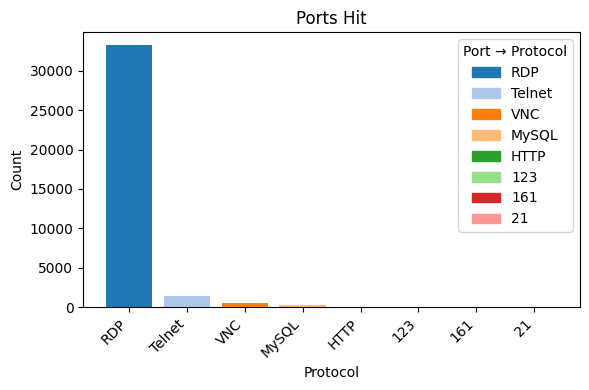 Ports Hit
Count
30000
25000
20000
15000
10000
5000
0
Port → Protocol
RDP
Telnet
VNC
MySQL
HTTP
123
161
21
RDP
Telnet
VNC
MySQL
HTTP
123
161
21
Protocol